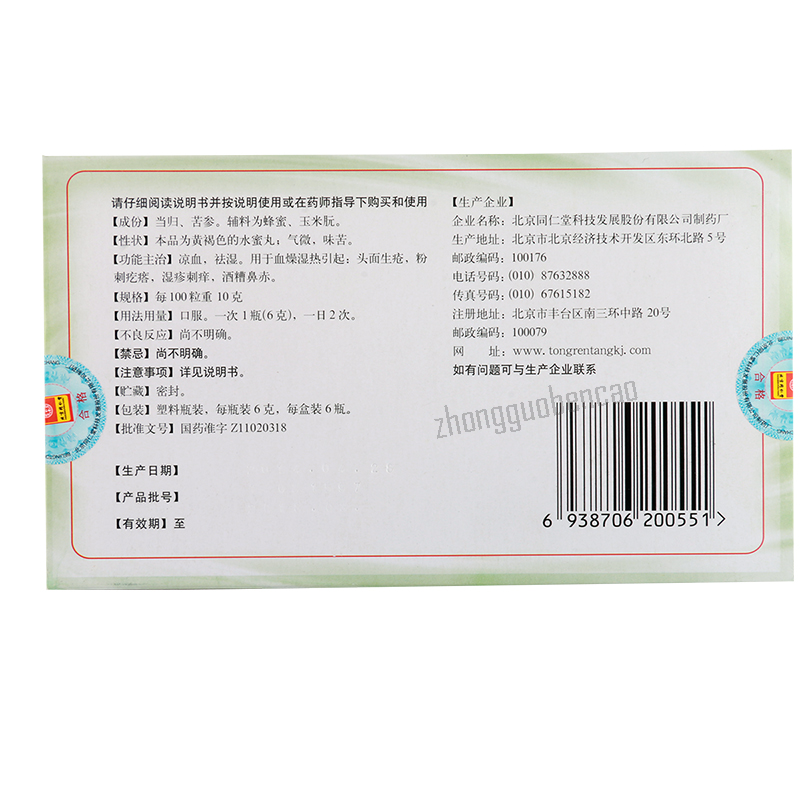 请仔细阅读说明书并按说明使用或在药师指导下购买和使用
【成份】当归、苦参。辅料为蜂蜜、玉米朊。
【性状】本品为黄褐色的水蜜丸；气微，味苦。
【功能主治】凉血，祛湿。用于血燥湿热引起：头面生疮，粉
刺疙瘩，湿疹刺痒，酒糟鼻赤。
【规格】每100粒重 10克
【用法用量】口服。一次1瓶(6克)，一日2次。
【不良反应】尚不明确。
【禁忌】尚不明确。
【注意事项】详见说明书。
【贮藏】密封。
【包装】塑料瓶装，每瓶装6克，每盒装6瓶。
【批准文号】国药准字 Z11020318
【生产日期】
【产品批号】
【有效期】至
【生产企业】
企业名称：北京同仁堂科技发展股份有限公司制药厂
生产地址：北京市北京经济技术开发区东环北路5号
邮政编码：100176
电话号码：(010) 87632888
传真号码：(010) 67615182
注册地址：北京市丰台区南三环中路20号
邮政编码：100079
网 址：www.tongrentangkj.com
如有问题可与生产企业联系
zhongguobencao
6 938706 200551
合格
合格